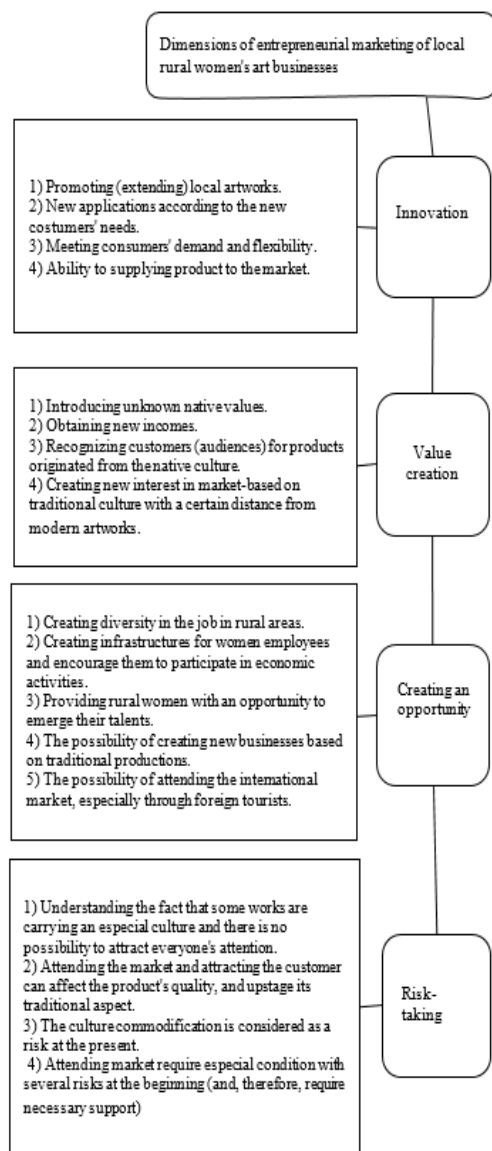 Dimensions of entrepreneurial marketing of local
rural women's art businesses
1) Promoting (extending) local artworks.
2) New applications according to the new
costumers' needs.
3) Meeting consumers' demand and flexibility.
4) Ability to supplying product to the market.
Innovation
1) Introducing unknown native values.
2) Obtaining new incomes.
3) Recognizing customers (audiences) for products
originated from the native culture.
4) Creating new interest in market-based on
traditional culture with a certain distance from
modern artworks.
Value
creation
1) Creating diversity in the job in rural areas.
2) Creating infrastructures for women employees
and encourage them to participate in economic
activities.
3) Providing rural women with an opportunity to
emerge their talents.
4) The possibility of creating new businesses based
on traditional productions.
5) The possibility of attending the international
market, especially through foreign tourists.
Creating an
opportunity
1) Understanding the fact that some works are
carrying an especial culture and there is no
possibility to attract everyone's attention.
2) Attending the market and attracting the customer
can affect the product's quality, and upstage its
traditional aspect.
3) The culture commodification is considered as a
risk at the present.
4) Attending market require especial condition with
several risks at the beginning (and, therefore, require
necessary support)
Risk-
taking